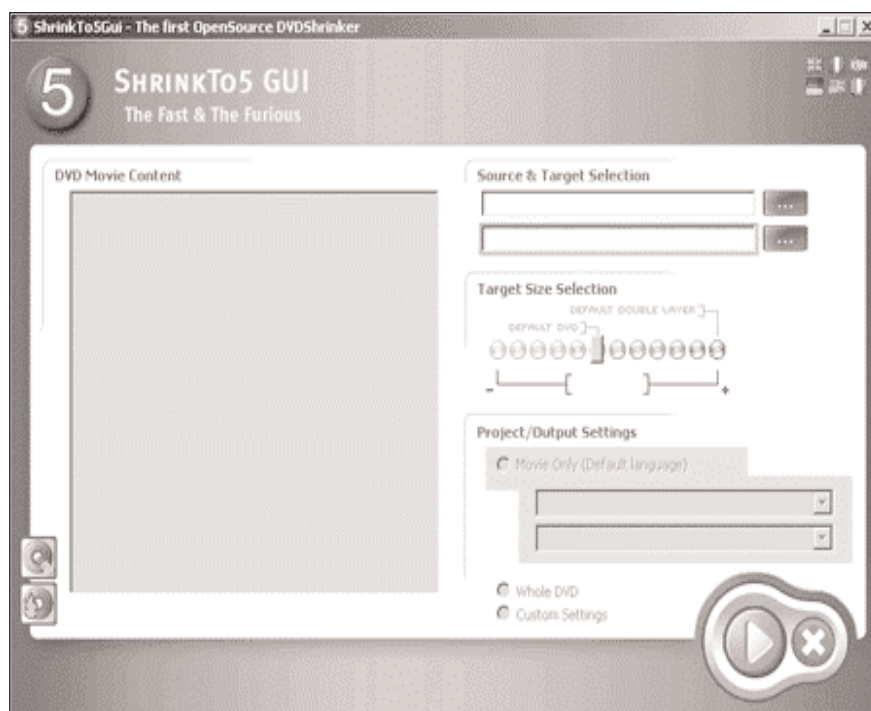 5 ShrinkTo5Gui - The first OpenSource DVDShrinker
5
SHRINKTO5 GUI
The Fast & The Furious
DVD Movie Content
Source & Target Selection
...
...
Target Size Selection
DEFAULT DOUBLE LAYER
DEFAULT DVD
- +
Project/Output Settings
Movie Only (Default language)
Whole DVD
Custom Settings